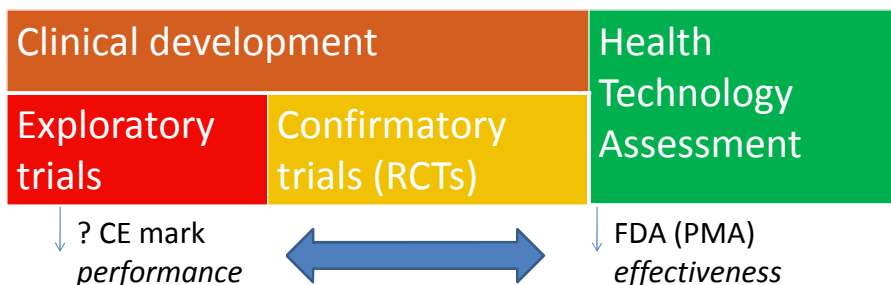 Clinical development
Health
Technology
Assessment
Exploratory
trials
Confirmatory
trials (RCTs)
? CE mark
performance
FDA (PMA)
effectiveness